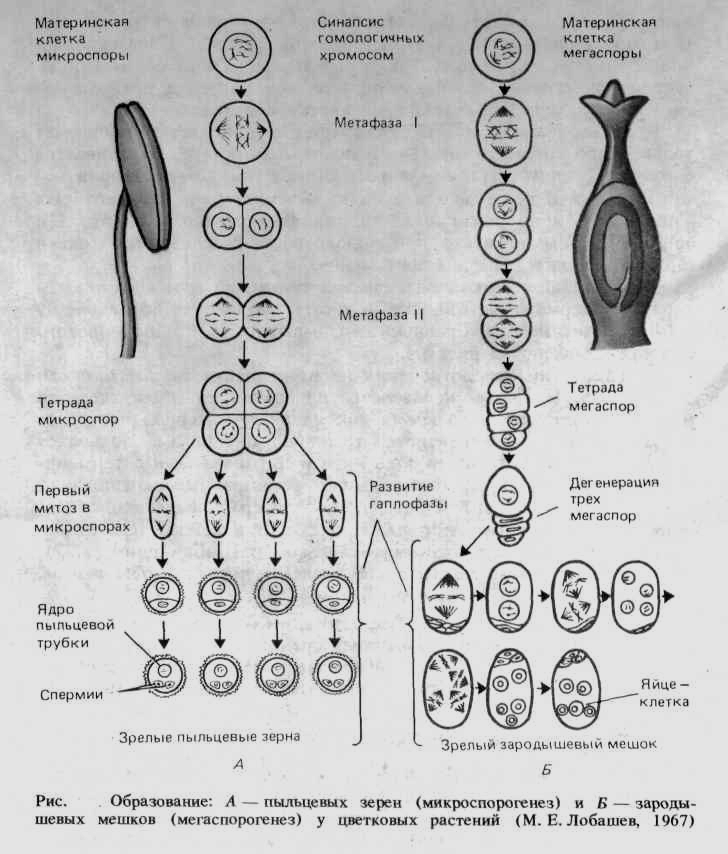 Материнская
клетка
микроспоры
Синапсис
гомологичных
хромосом
Материнская
клетка
мегаспоры
Метафаза I
Метафаза II
Тетрада
микроспор
Тетрада
мегаспор
Первый
митоз в
микроспорах
Развитие
гаплофазы
Дегенерация
трех
мегаспор
Ядро
пыльцевой
трубки
Спермии
Яйце-
клетка
Зрелые пыльцевые зерна
Зрелый зародышевый мешок
А
Б
Рис. . Образование: А — пыльцевых зерен (микроспорогенез) и Б — зароды-
шевых мешков (мегаспорогенез) у цветковых растений (М. Е. Лобашев, 1967)